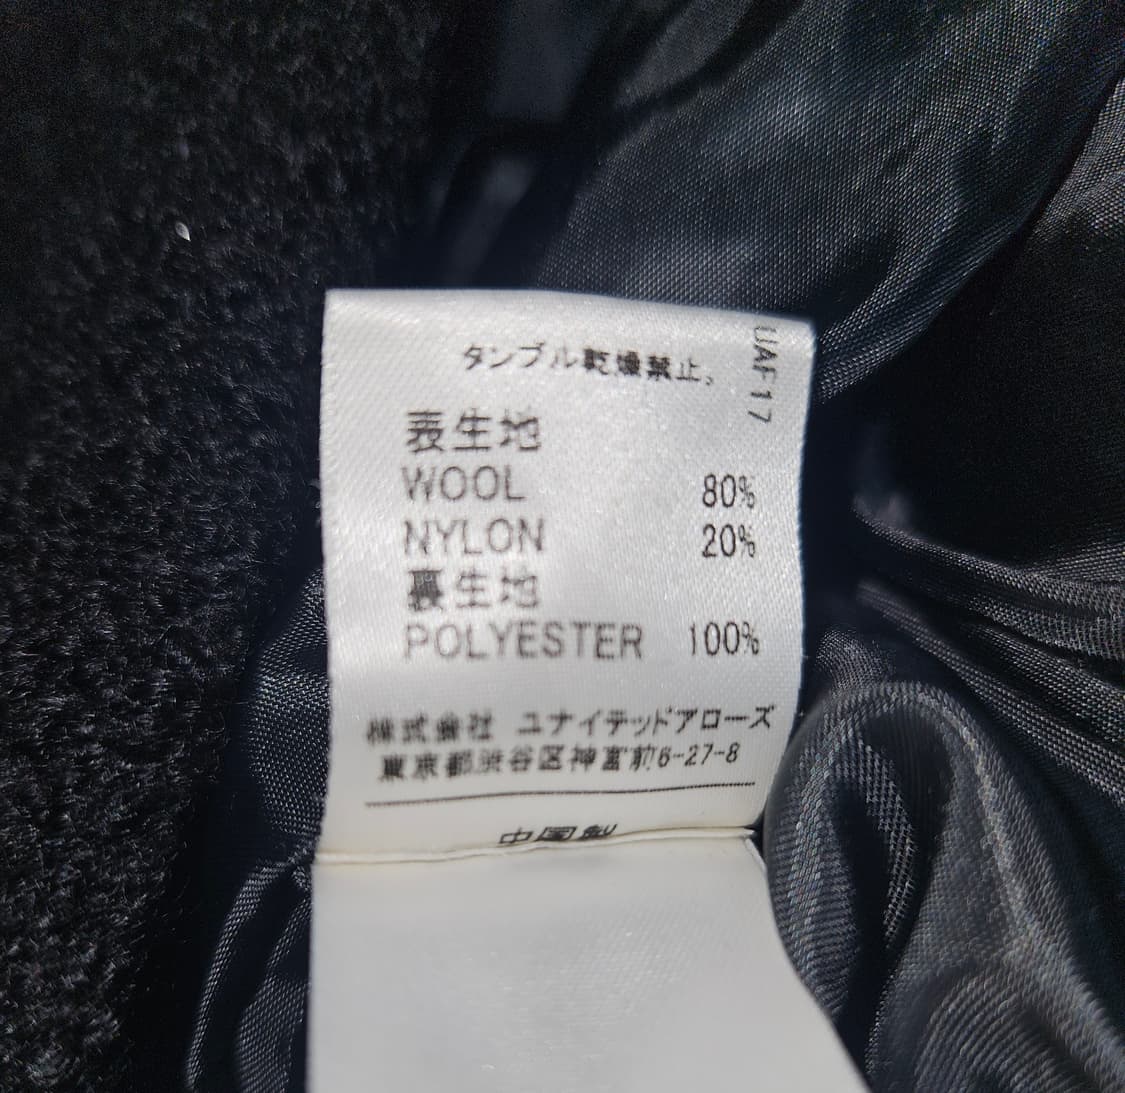 タンブル乾燥禁止。
UAF17
表生地
WOOL 80%
NYLON 20%
裏生地
POLYESTER 100%
株式会社 ユナイテッドアローズ
東京都渋谷区神宮前6-27-8
中国製